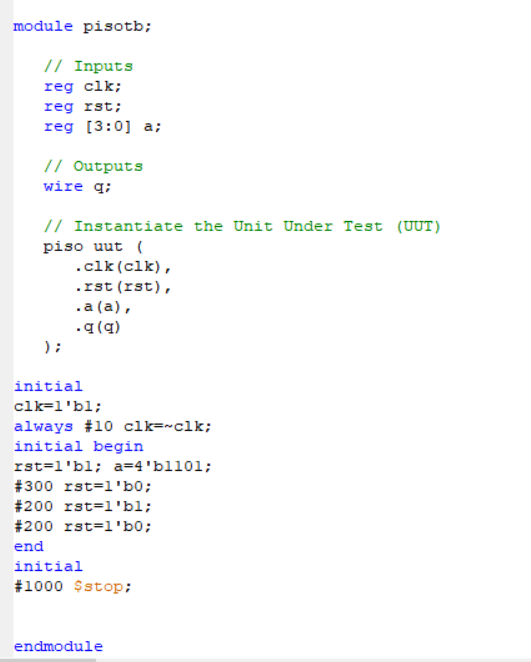 module pisotb;
// Inputs
reg clk;
reg rst;
reg [3:0] a;
// Outputs
wire q;
// Instantiate the Unit Under Test (UUT)
piso uut (
.clk(clk),
.rst(rst),
.a(a),
.q(q)
);
initial
clk=1'b1;
always #10 clk=~clk;
initial begin
rst=1'b1; a=4'b1101;
#300 rst=1'b0;
#200 rst=1'b1;
#200 rst=1'b0;
end
initial
#1000 $stop;
endmodule